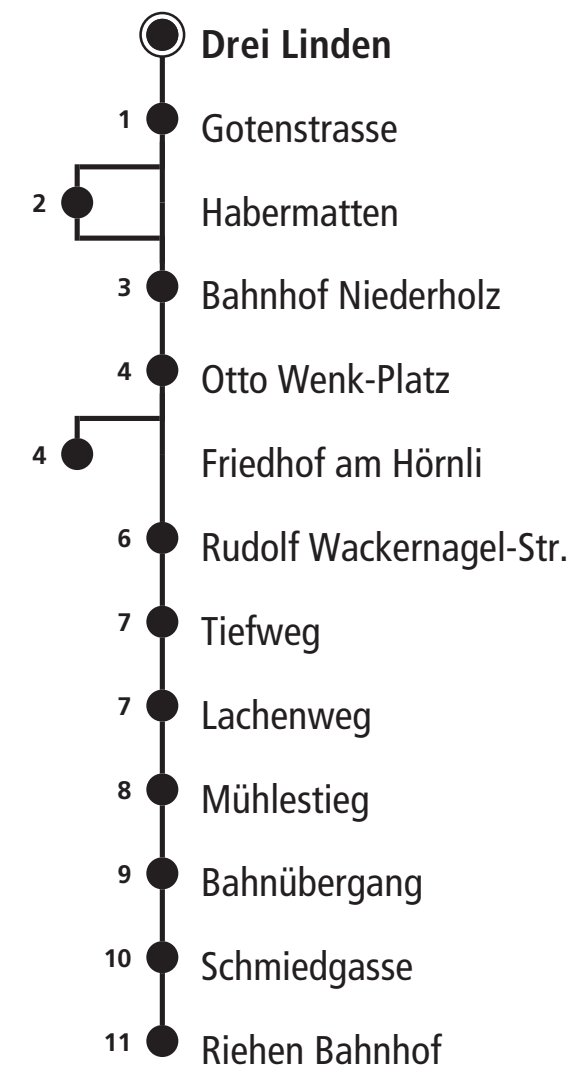 Drei Linden
1 Gotenstrasse
2 Habermatten
3 Bahnhof Niederholz
4 Otto Wenk-Platz
4 Friedhof am Hörnli
6 Rudolf Wackernagel-Str.
7 Tiefweg
7 Lachenweg
8 Mühlestieg
9 Bahnübergang
10 Schmiedgasse
11 Riehen Bahnhof